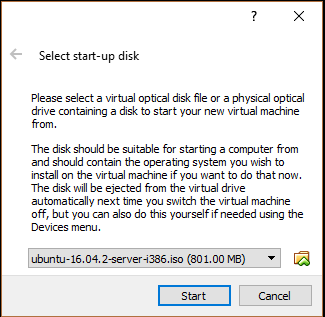 ?
Select start-up disk
Please select a virtual optical disk file or a physical optical
drive containing a disk to start your new virtual machine
from.
The disk should be suitable for starting a computer from
and should contain the operating system you wish to
install on the virtual machine if you want to do that now.
The disk will be ejected from the virtual drive
automatically next time you switch the virtual machine
off, but you can also do this yourself if needed using the
Devices menu.
ubuntu-16.04.2-server-i386.iso (801.00 MB)
Start
Cancel